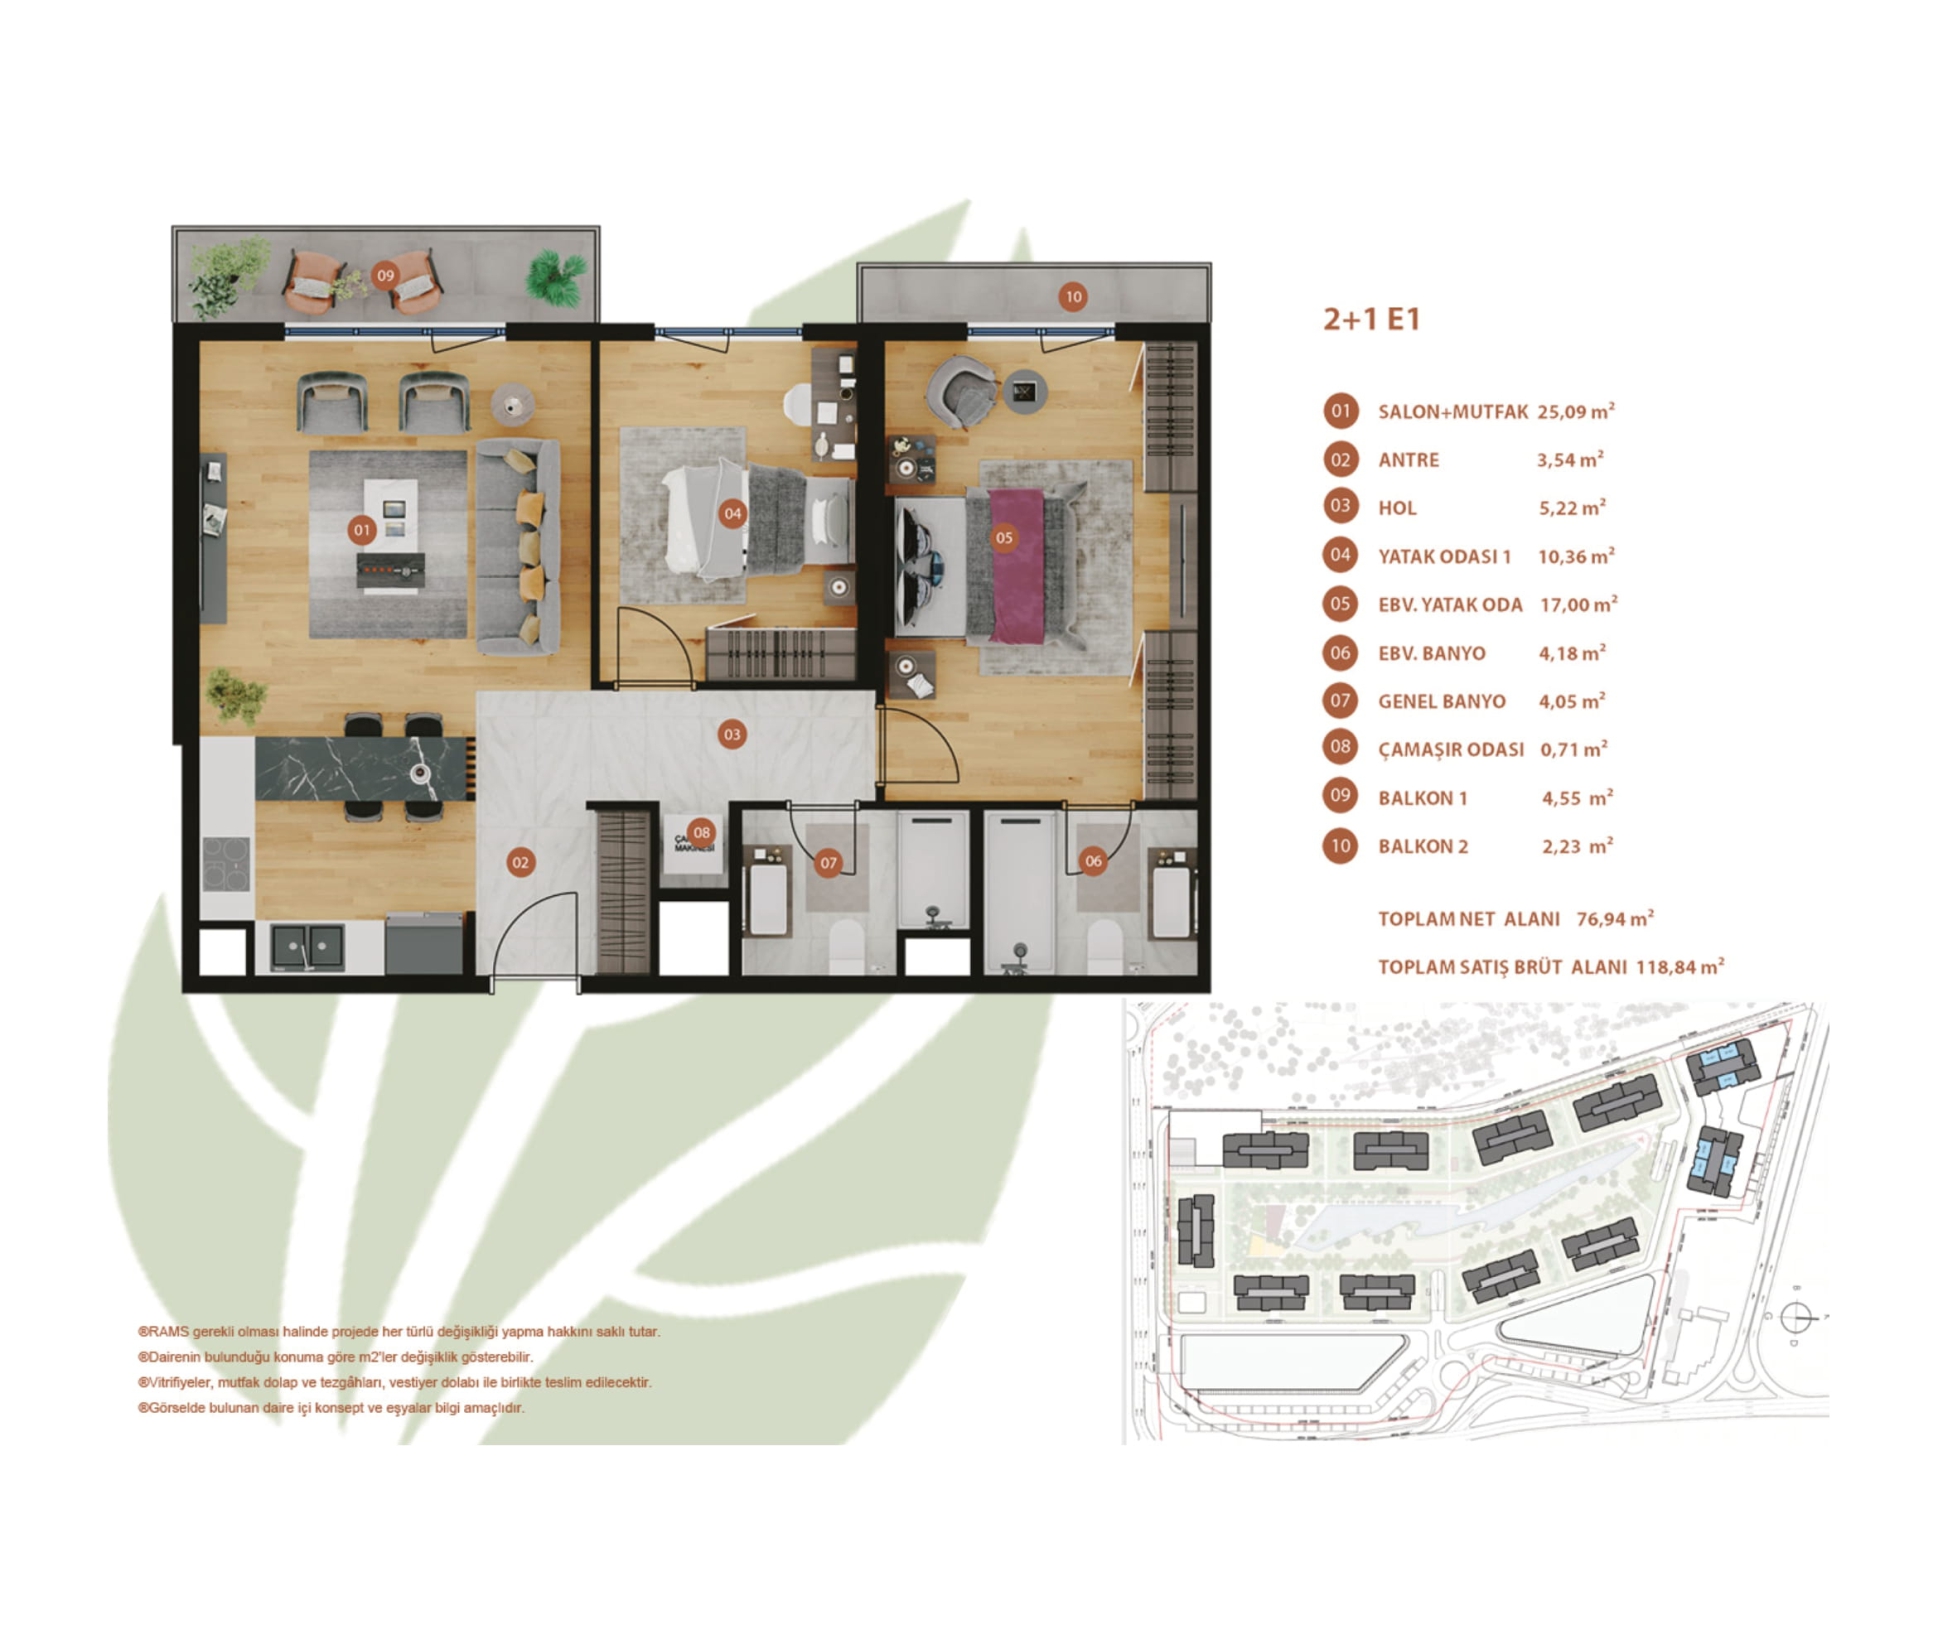 09
10
01
04
05
03
02
08
07
06
2+1 E1
01 SALON+MUTFAK 25,09 m²
02 ANTRE 3,54 m²
03 HOL 5,22 m²
04 YATAK ODASI 1 10,36 m²
05 EBV. YATAK ODA 17,00 m²
06 EBV. BANYO 4,18 m²
07 GENEL BANYO 4,05 m²
08 ÇAMAŞIR ODASI 0,71 m²
09 BALKON 1 4,55 m²
10 BALKON 2 2,23 m²
TOPLAM NET ALANI 76,94 m²
TOPLAM SATIŞ BRÜT ALANI 118,84 m²
®RAMS gerekli olması halinde projede her türlü değişikliği yapma hakkını saklı tutar.
®Dairenin bulunduğu konuma göre m2'ler değişiklik gösterebilir.
®Vitrifiyeler, mutfak dolap ve tezgâhları, vestiyer dolabı ile birlikte teslim edilecektir.
®Görselde bulunan daire içi konsept ve eşyalar bilgi amaçlıdır.